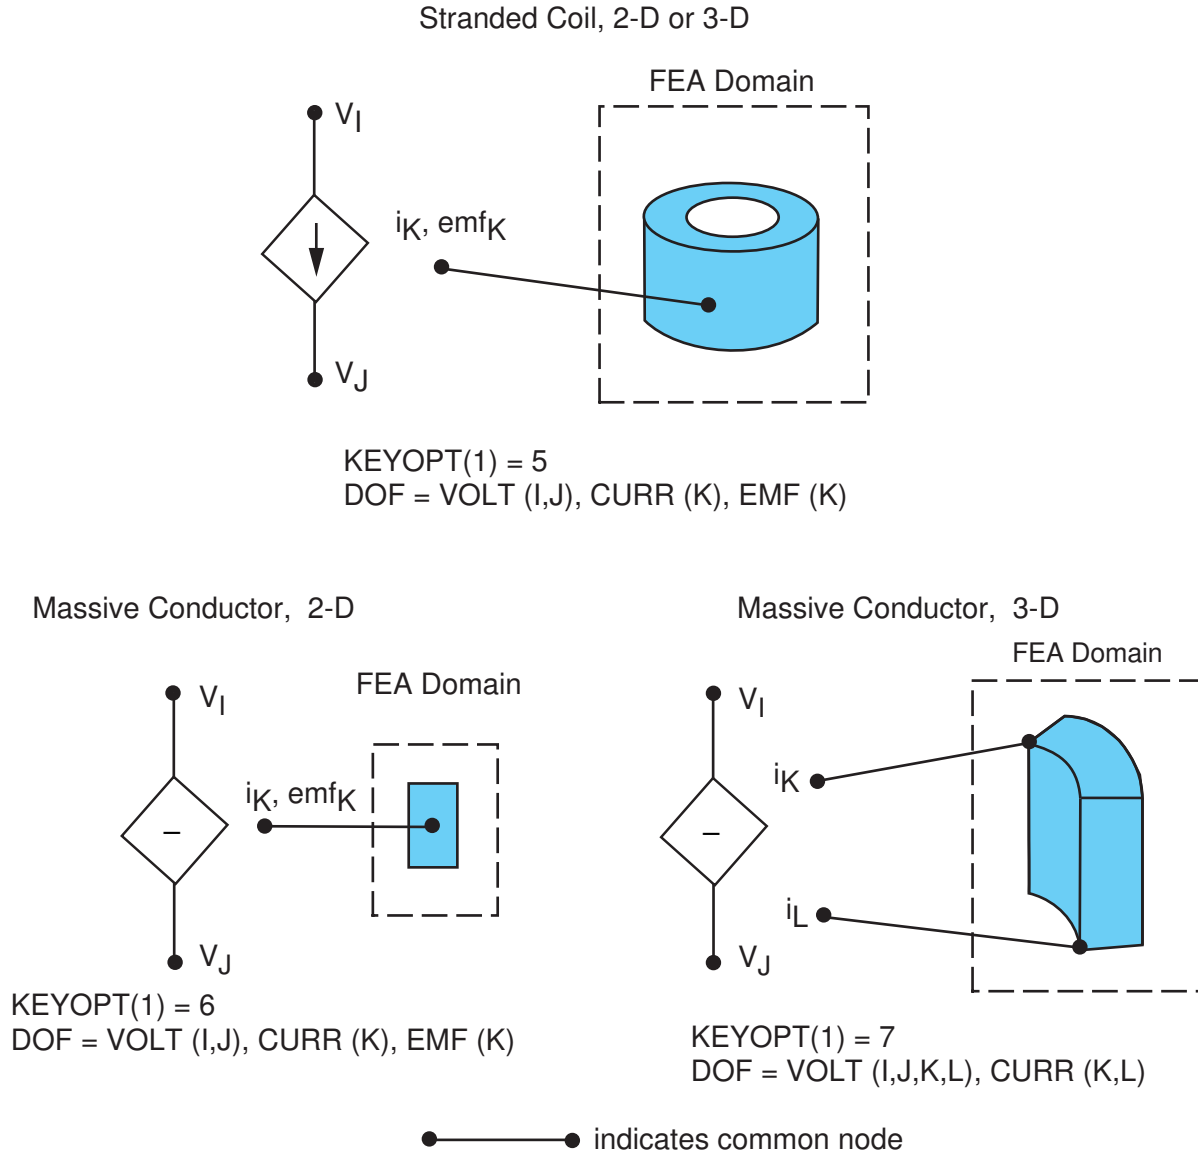 Stranded Coil, 2-D or 3-D
FEA Domain
VI
iK, emfK
VJ
KEYOPT(1) = 5
DOF = VOLT (I,J), CURR (K), EMF (K)
Massive Conductor, 2-D
FEA Domain
VI
iK, emfK
–
VJ
KEYOPT(1) = 6
DOF = VOLT (I,J), CURR (K), EMF (K)
Massive Conductor, 3-D
FEA Domain
VI
iK
–
iL
VJ
KEYOPT(1) = 7
DOF = VOLT (I,J,K,L), CURR (K,L)
indicates common node